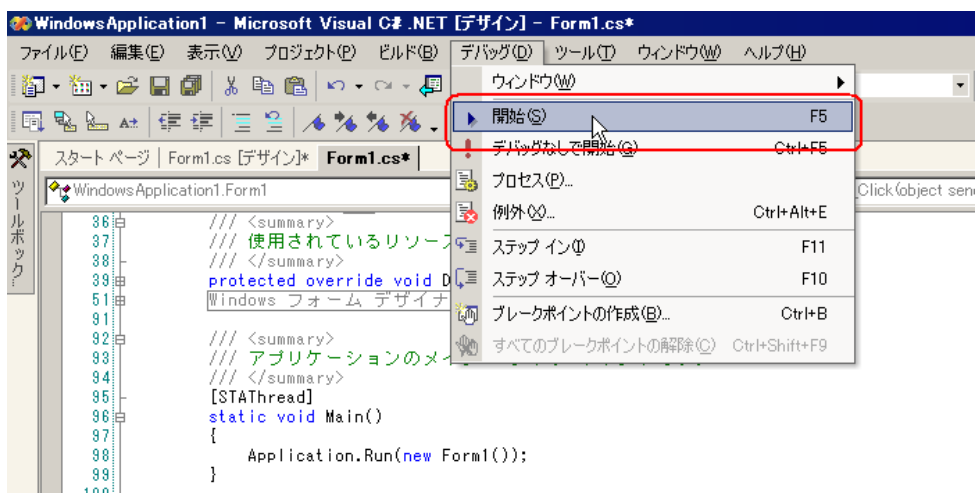 WindowsApplication1 - Microsoft Visual C# .NET [デザイン] - Form1.cs*
ファイル(F) 編集(E) 表示(V) プロジェクト(P) ビルド(B) デバッグ(D) ツール(T) ウィンドウ(W) ヘルプ(H)
ウィンドウ(W)
開始(S) F5
デバッグなしで開始(G) Ctrl+F5
プロセス(P)...
例外(X)... Ctrl+Alt+E
ステップ イン(I) F11
ステップ オーバー(O) F10
ブレークポイントの作成(B)... Ctrl+B
すべてのブレークポイントの解除(C) Ctrl+Shift+F9
スタート ページ Form1.cs [デザイン]* Form1.cs*
ツールボック
WindowsApplication1.Form1
_Click(object sen
36 /// <summary>
37 /// 使用されているリソース
38 /// </summary>
39 protected override void D
51 Windows フォーム デザイナ
91
92 /// <summary>
93 /// アプリケーションのメイ
94 /// </summary>
95 [STAThread]
96 static void Main()
97 {
98 Application.Run(new Form1());
99 }
100